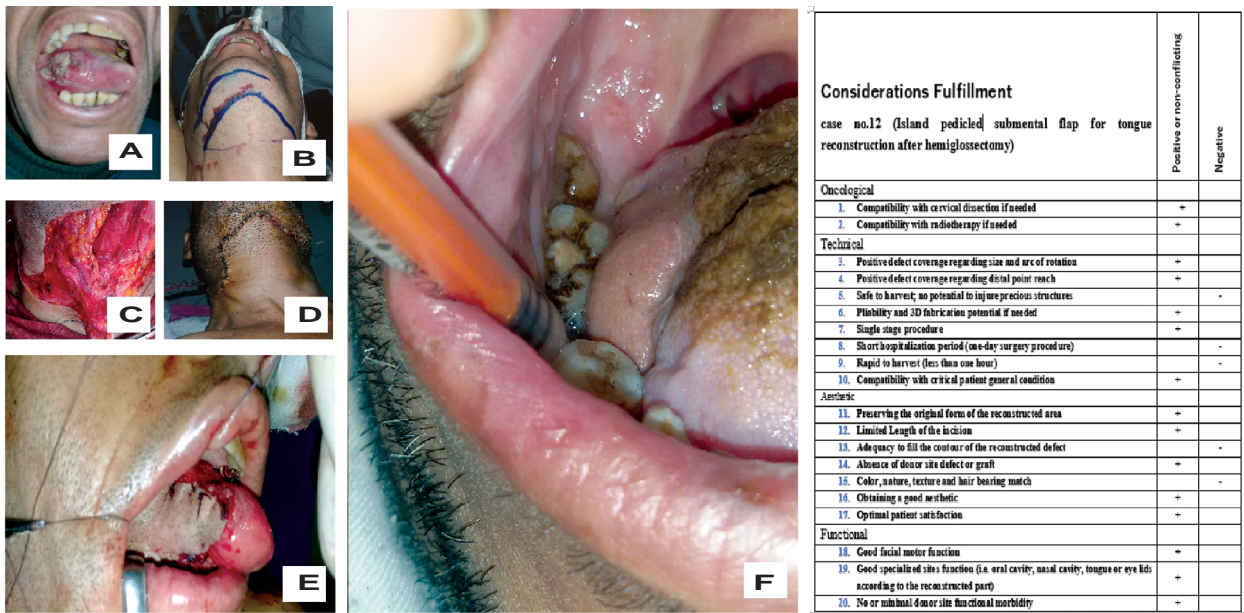 A
B
C
D
E
F
Considerations Fulfillment
case no.12 (Island pedicled submental flap for tongue
reconstruction after hemiglossectomy)
Positive or non-conflicting
Negative
Oncological
1. Compatibility with cervical dissection if needed +
2. Compatibility with radiotherapy if needed +
Technical
3. Positive defect coverage regarding size and arc of rotation +
4. Positive defect coverage regarding distal point reach +
5. Safe to harvest; no potential to injure precious structures -
6. Pliability and 3D fabrication potential if needed +
7. Single stage procedure +
8. Short hospitalization period (one-day surgery procedure) -
9. Rapid to harvest (less than one hour) -
10. Compatibility with critical patient general condition +
Aesthetic
11. Preserving the original form of the reconstructed area +
12. Limited Length of the incision +
13. Adequacy to fill the contour of the reconstructed defect -
14. Absence of donor site defect or graft +
15. Color, nature, texture and hair bearing match -
16. Obtaining a good aesthetic +
17. Optimal patient satisfaction +
Functional
18. Good facial motor function +
19. Good specialized sites function (i.e. oral cavity, nasal cavity, tongue or eye lids
according to the reconstructed part) +
20. No or minimal donor site functional morbidity +